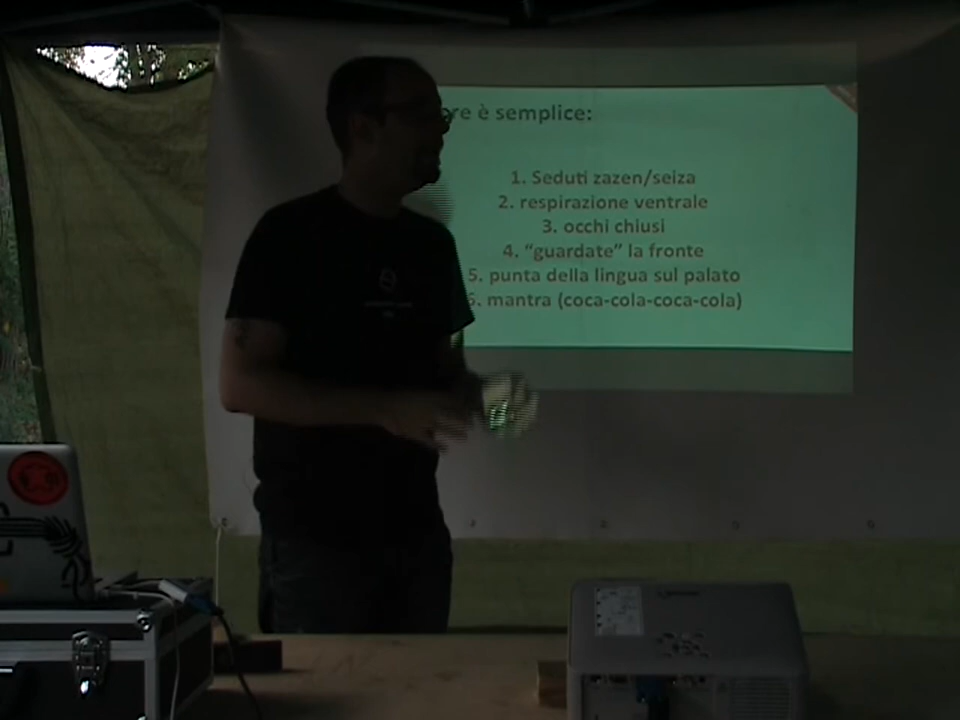 re è semplice:
1. Seduti zazen/seiza
2. respirazione ventrale
3. occhi chiusi
4. “guardate” la fronte
5. punta della lingua sul palato
6. mantra (coca-cola-coca-cola)